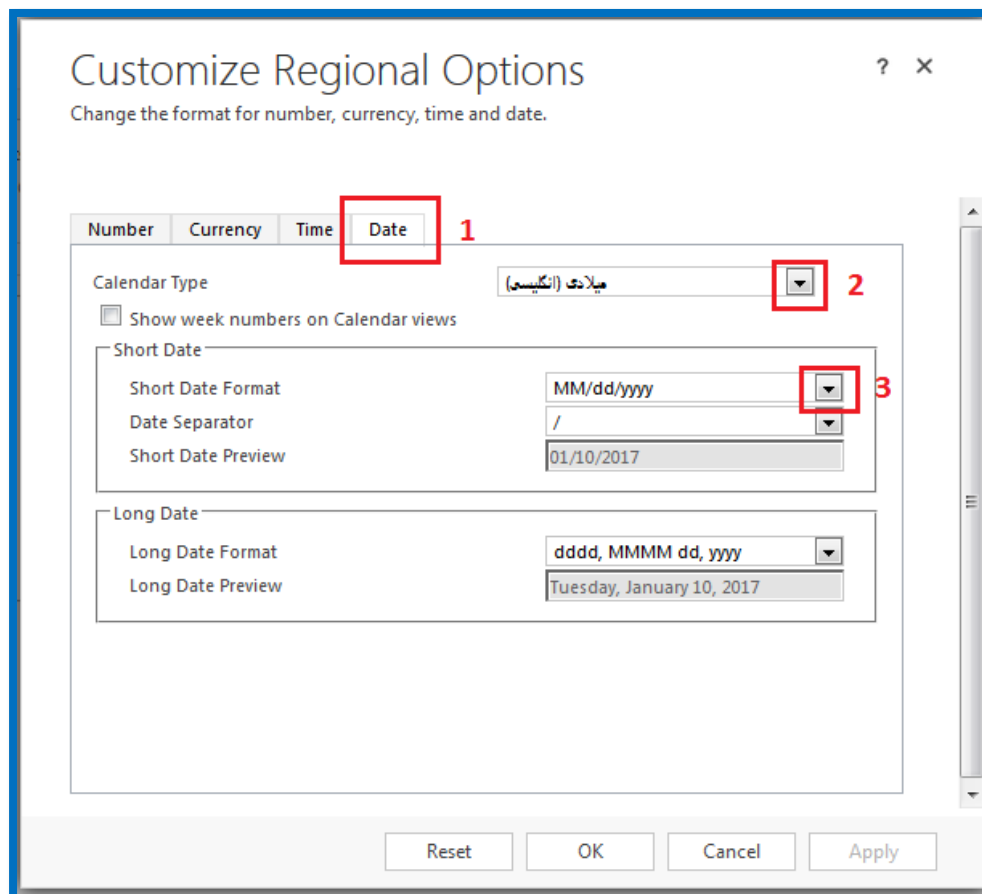 Customize Regional Options
? ✕
Change the format for number, currency, time and date.
Number Currency Time Date 1
Calendar Type میلادی (انگلیسی) 2
Show week numbers on Calendar views
Short Date
Short Date Format MM/dd/yyyy 3
Date Separator /
Short Date Preview 01/10/2017
Long Date
Long Date Format dddd, MMMM dd, yyyy
Long Date Preview Tuesday, January 10, 2017
Reset OK Cancel Apply